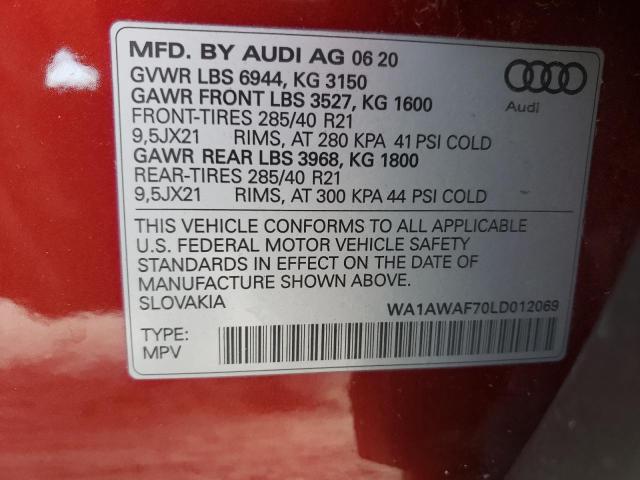 MFD. BY AUDI AG 06 20
GVWR LBS 6944, KG 3150
GAWR FRONT LBS 3527, KG 1600
FRONT-TIRES 285/40 R21
9,5JX21 RIMS, AT 280 KPA 41 PSI COLD
GAWR REAR LBS 3968, KG 1800
REAR-TIRES 285/40 R21
9,5JX21 RIMS, AT 300 KPA 44 PSI COLD
Audi
THIS VEHICLE CONFORMS TO ALL APPLICABLE
U.S. FEDERAL MOTOR VEHICLE SAFETY
STANDARDS IN EFFECT ON THE DATE OF
MANUFACTURE SHOWN ABOVE.
SLOVAKIA
WA1AWAF70LD012069
TYPE:
MPV